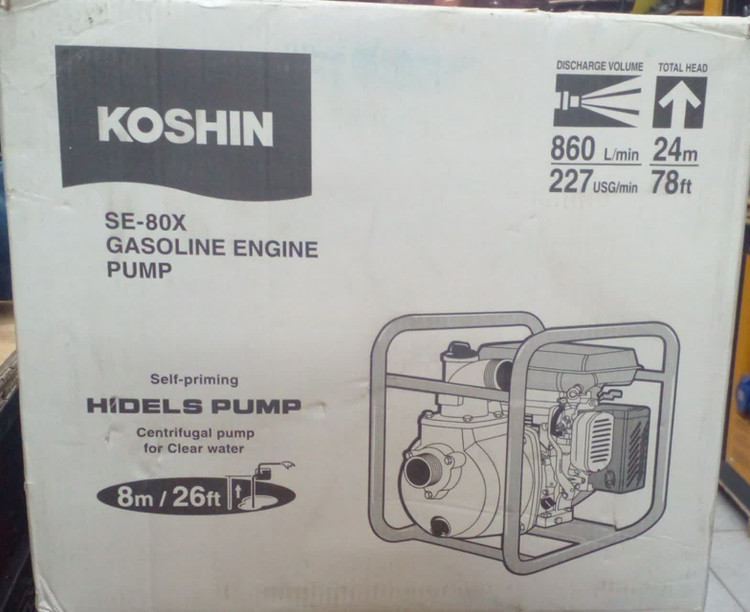 KOSHIN
SE-80X
GASOLINE ENGINE
PUMP
DISCHARGE VOLUME
TOTAL HEAD
860 L/min
24m
227 USG/min
78ft
Self-priming
HiDELS PUMP
Centrifugal pump
for Clear water
8m / 26ft